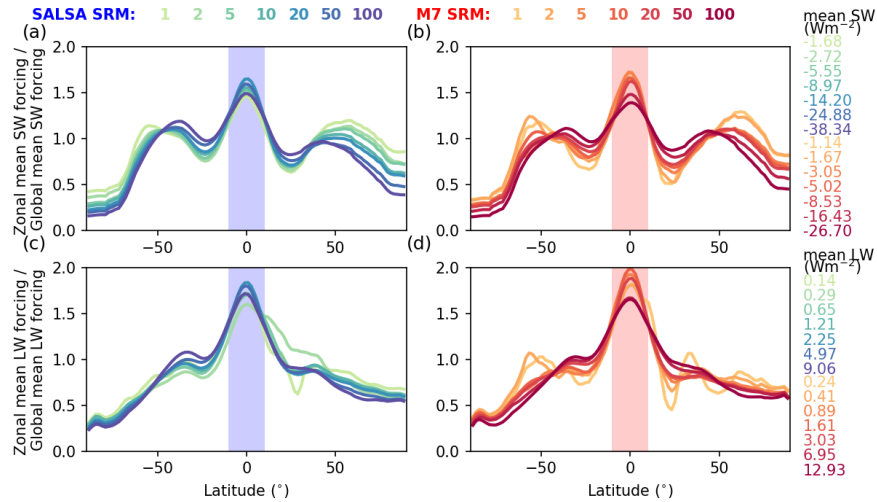 SALSA SRM: 1 2 5 10 20 50 100 M7 SRM: 1 2 5 10 20 50 100
mean SW
(Wm−2)
-1.68
-2.72
-5.55
-8.97
-14.20
-24.88
-38.34
-1.14
-1.67
-3.05
-5.02
-8.53
-16.43
-26.70
(a)
Zonal mean SW forcing /
Global mean SW forcing
2.0
1.5
1.0
0.5
0.0
−50 0 50
(b)
2.0
1.5
1.0
0.5
0.0
−50 0 50
mean LW
(Wm−2)
0.14
0.29
0.65
1.21
2.25
4.97
9.06
0.24
0.41
0.89
1.61
3.03
6.95
12.93
(c)
Zonal mean LW forcing /
Global mean LW forcing
2.0
1.5
1.0
0.5
0.0
−50 0 50
Latitude (°)
(d)
2.0
1.5
1.0
0.5
0.0
−50 0 50
Latitude (°)